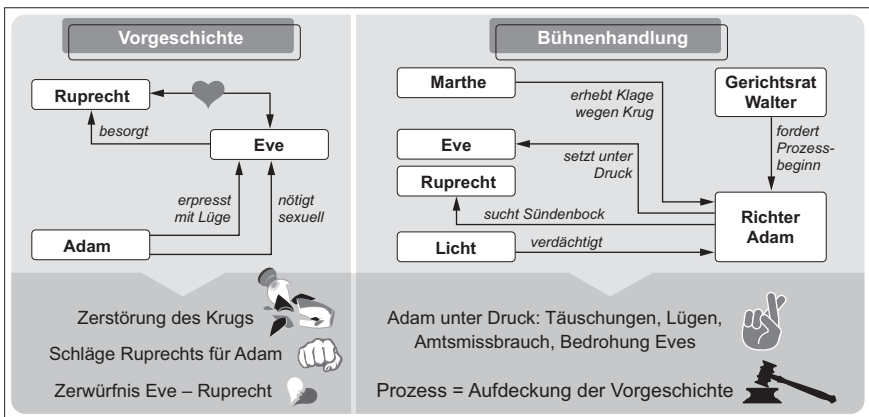 Vorgeschichte
Ruprecht
besorgt
Eve
erpresst
mit Lüge
nötigt
sexuell
Adam
Zerstörung des Krugs
Schläge Ruprechts für Adam
Zerwürfnis Eve – Ruprecht
Bühnenhandlung
Marthe
erhebt Klage
wegen Krug
Gerichtsrat
Walter
fordert
Prozess-
beginn
Eve
setzt unter
Druck
Ruprecht
sucht Sündenbock
Richter
Adam
Licht
verdächtigt
Adam unter Druck: Täuschungen, Lügen,
Amtsmissbrauch, Bedrohung Eves
Prozess = Aufdeckung der Vorgeschichte